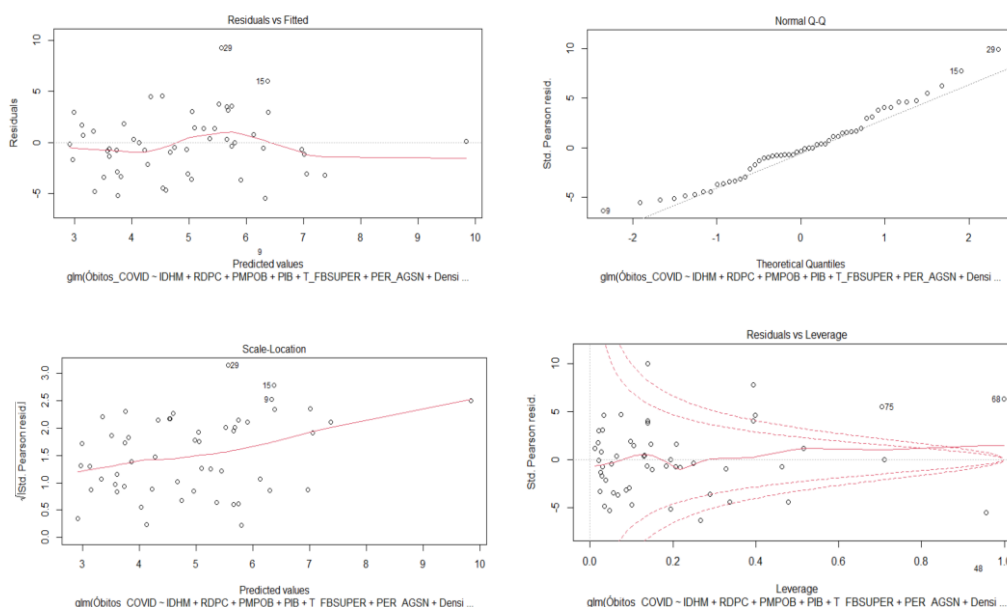 Residuals vs Fitted
Residuals
10
5
0
-5
29
15
9
3 4 5 6 7 8 9 10
Predicted values
glm(Óbitos_COVID ~ IDHM + RDPC + PMPOB + PIB + T_FBSUPER + PER_AGSN + Densi ...
Normal Q-Q
Std. Pearson resid.
10
5
0
-5
29
15
9
-2 -1 0 1 2
Theoretical Quantiles
glm(Óbitos_COVID ~ IDHM + RDPC + PMPOB + PIB + T_FBSUPER + PER_AGSN + Densi ...
Scale-Location
√|Std. Pearson resid.|
3.0
2.5
2.0
1.5
1.0
0.5
0.0
29
15
9
3 4 5 6 7 8 9 10
Predicted values
glm(Óbitos_COVID ~ IDHM + RDPC + PMPOB + PIB + T_FBSUPER + PER_AGSN + Densi ...
Residuals vs Leverage
Std. Pearson resid.
10
5
0
-5
75
68
48
0.0 0.2 0.4 0.6 0.8 1.0
Leverage
glm(Óbitos_COVID ~ IDHM + RDPC + PMPOB + PIB + T_FBSUPER + PER_AGSN + Densi ...